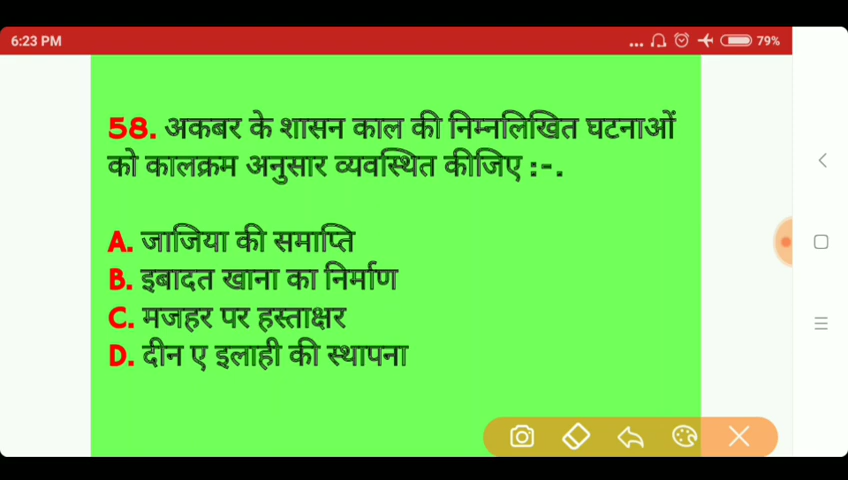 6:23 PM
79%
58. अकबर के शासन काल की निम्नलिखित घटनाओं
को कालक्रम अनुसार व्यवस्थित कीजिए :-.
A. जाजिया की समाप्ति
B. इबादत खाना का निर्माण
C. मजहर पर हस्ताक्षर
D. दीन ए इलाही की स्थापना